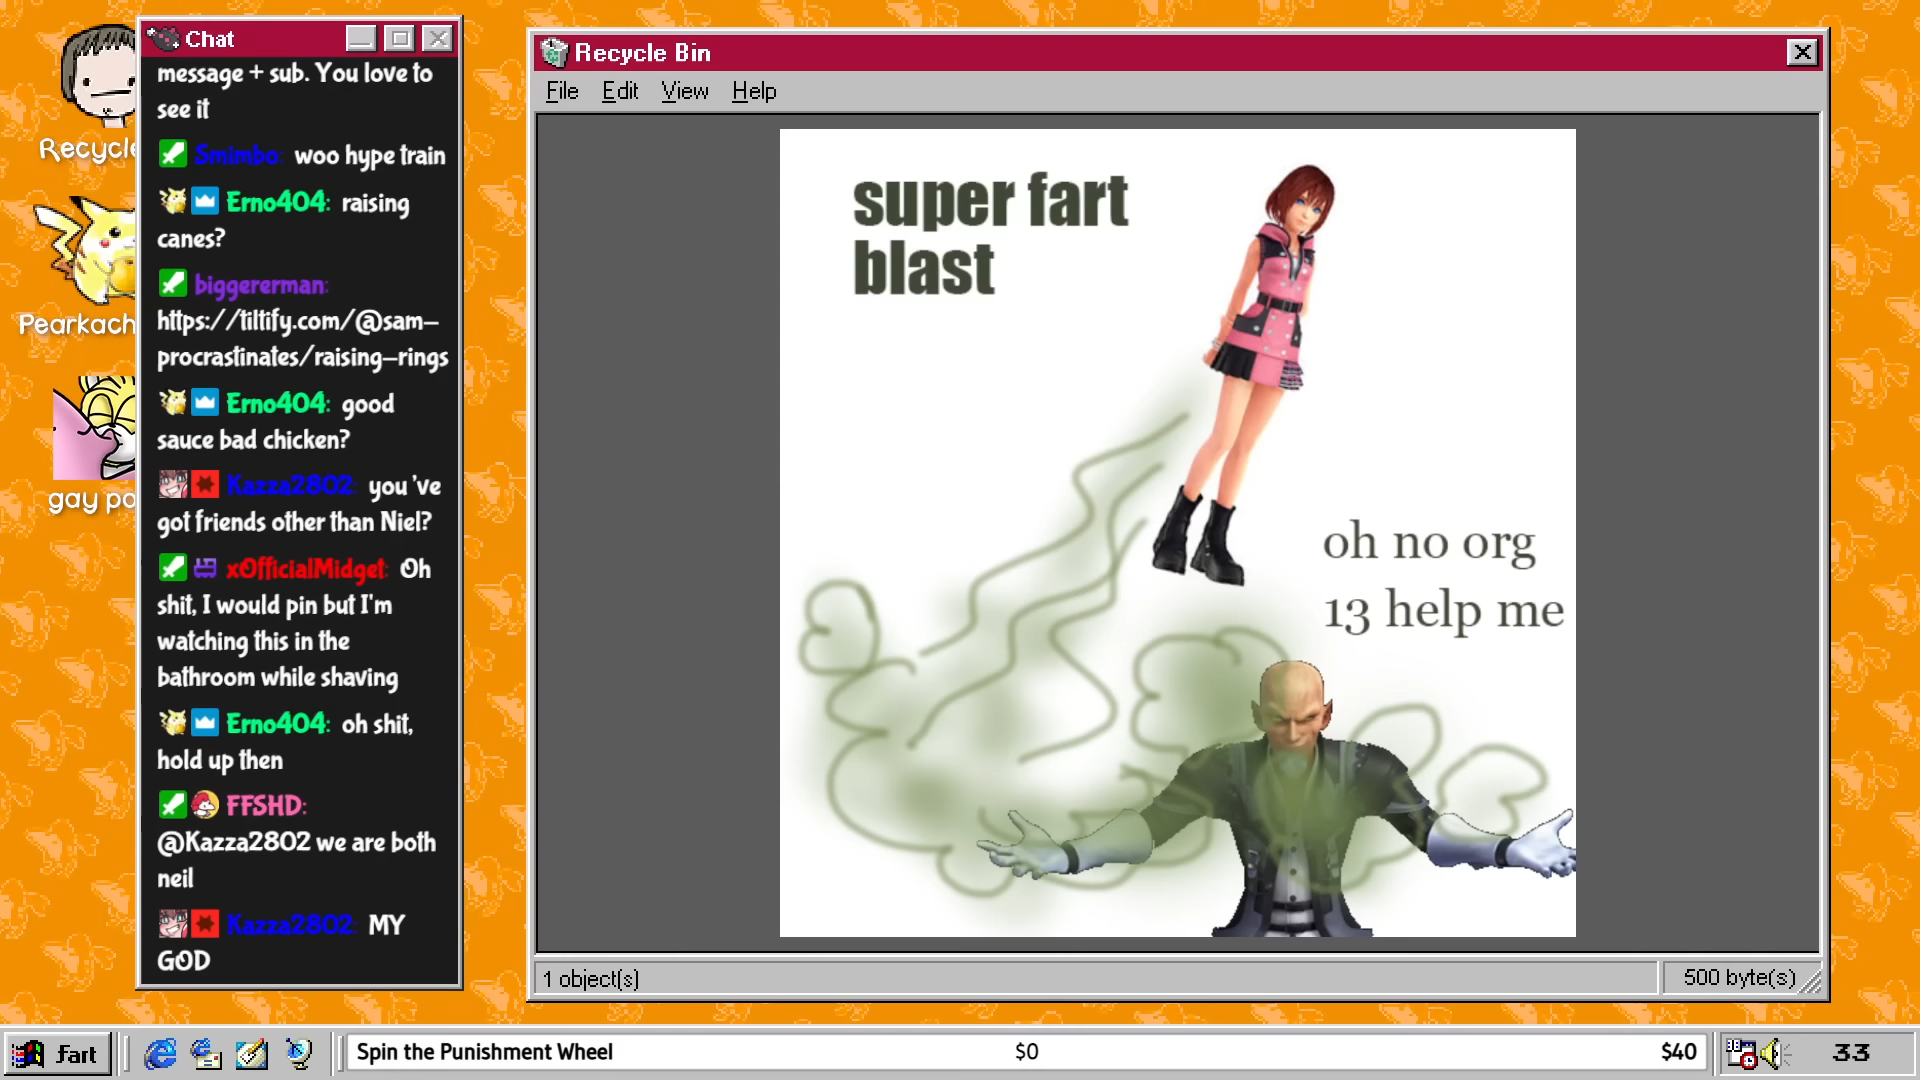 Recycle
Pearkach
gay po
Chat
message + sub. You love to
see it
Smimbo: woo hype train
Erno404: raising
canes?
biggererman:
https://tiltify.com/@sam-
procrastinates/raising-rings
Erno404: good
sauce bad chicken?
Kazza2802: you've
got friends other than Niel?
xOfficialMidget: Oh
shit, I would pin but I'm
watching this in the
bathroom while shaving
Erno404: oh shit,
hold up then
FFSHD:
@Kazza2802 we are both
neil
Kazza2802: MY
GOD
Recycle Bin
File Edit View Help
super fart
blast
oh no org
13 help me
1 object(s)
500 byte(s)
Fart
Spin the Punishment Wheel
$0
$40
33